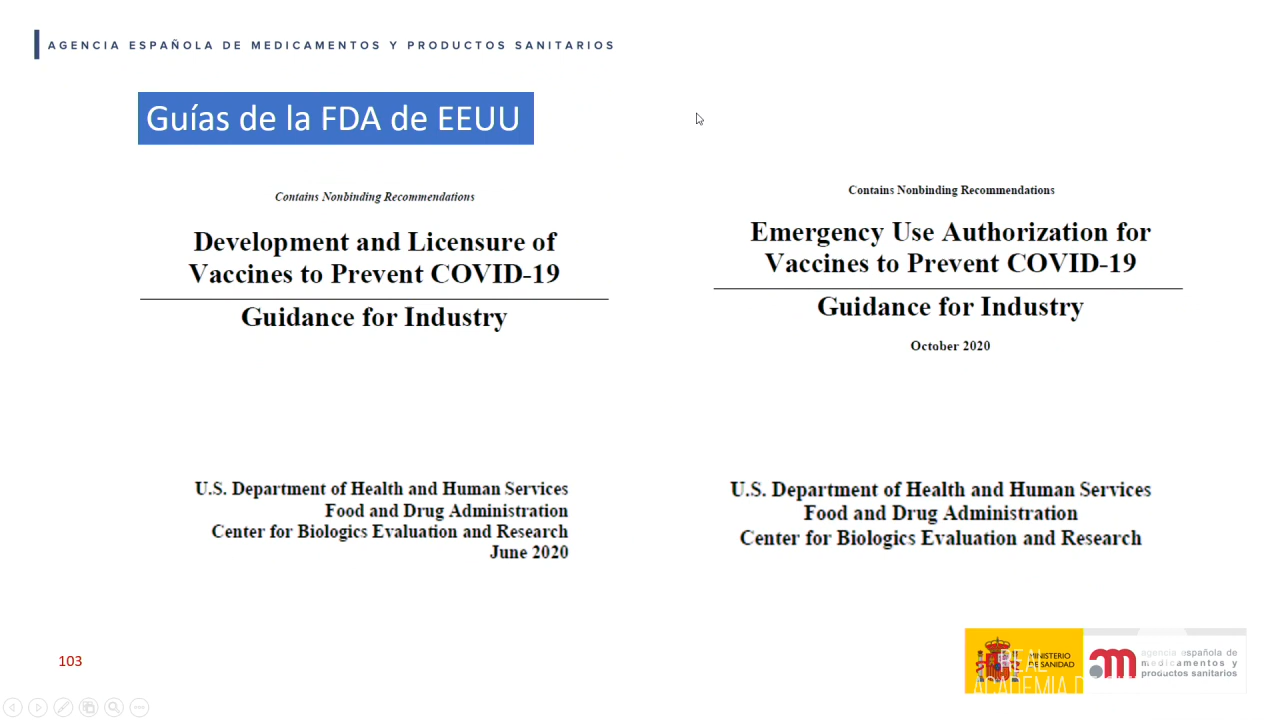 AGENCIA ESPAÑOLA DE MEDICAMENTOS Y PRODUCTOS SANITARIOS
Guías de la FDA de EEUU
Contains Nonbinding Recommendations
Development and Licensure of
Vaccines to Prevent COVID-19
Guidance for Industry
U.S. Department of Health and Human Services
Food and Drug Administration
Center for Biologics Evaluation and Research
June 2020
Contains Nonbinding Recommendations
Emergency Use Authorization for
Vaccines to Prevent COVID-19
Guidance for Industry
October 2020
U.S. Department of Health and Human Services
Food and Drug Administration
Center for Biologics Evaluation and Research
103
MINISTERIO
DE SANIDAD
REAL
ACADEMIA
agencia española de
medicamentos y
productos sanitarios